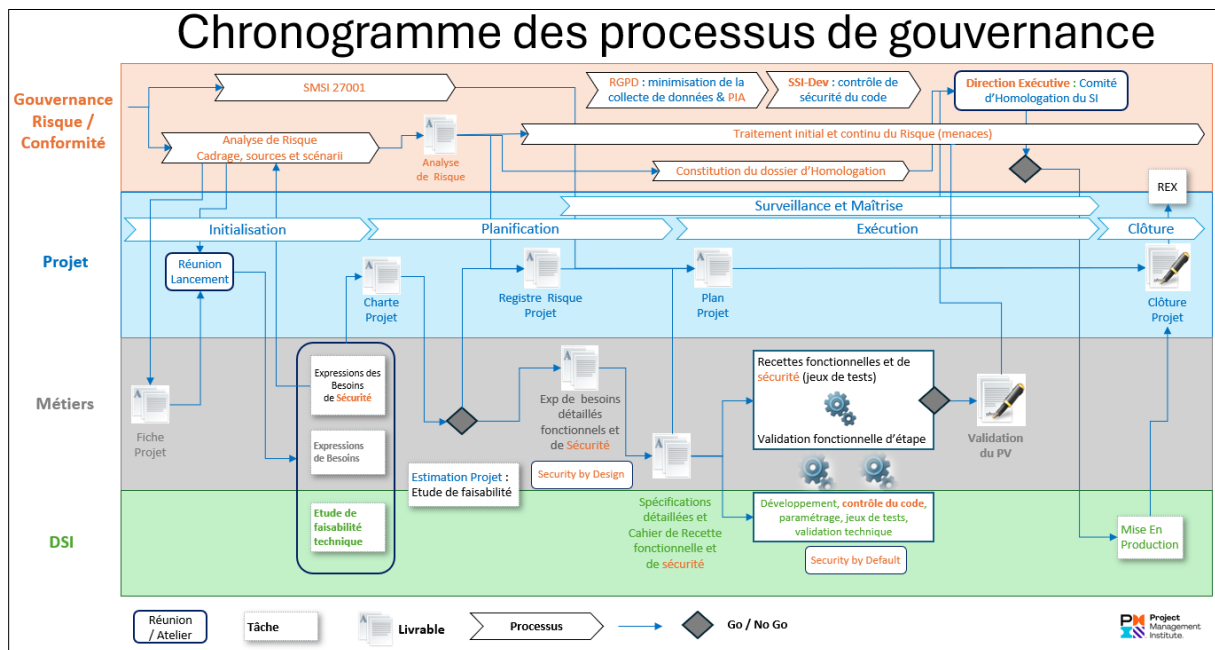 Chronogramme des processus de gouvernance
Gouvernance
Risque /
Conformité
SMSI 27001
RGPD : minimisation de la
collecte de données & PIA
SSI-Dev : contrôle de
sécurité du code
Direction Exécutive : Comité
d'Homologation du SI
Analyse de Risque
Cadrage, sources et scénarii
Analyse
de Risque
Traitement initial et continu du Risque (menaces)
Constitution du dossier d'Homologation
REX
Projet
Surveillance et Maîtrise
Initialisation
Planification
Exécution
Clôture
Réunion
Lancement
Charte
Projet
Registre Risque
Projet
Plan
Projet
Clôture
Projet
Métiers
Fiche
Projet
Expressions des
Besoins
de Sécurité
Expressions
de Besoins
Exp de besoins
détaillés
fonctionnels et
de Sécurité
Security by Design
Estimation Projet :
Etude de faisabilité
Recettes fonctionnelles et de
sécurité (jeux de tests)
Validation fonctionnelle d'étape
Validation
du PV
DSI
Etude de
faisabilité
technique
Spécifications
détaillées et
Cahier de Recette
fonctionnelle et
de sécurité
Développement, contrôle du code,
paramétrage, jeux de tests,
validation technique
Security by Default
Mise En
Production
Réunion
/ Atelier
Tâche
Livrable
Processus
Go / No Go
Project
Management
Institute.